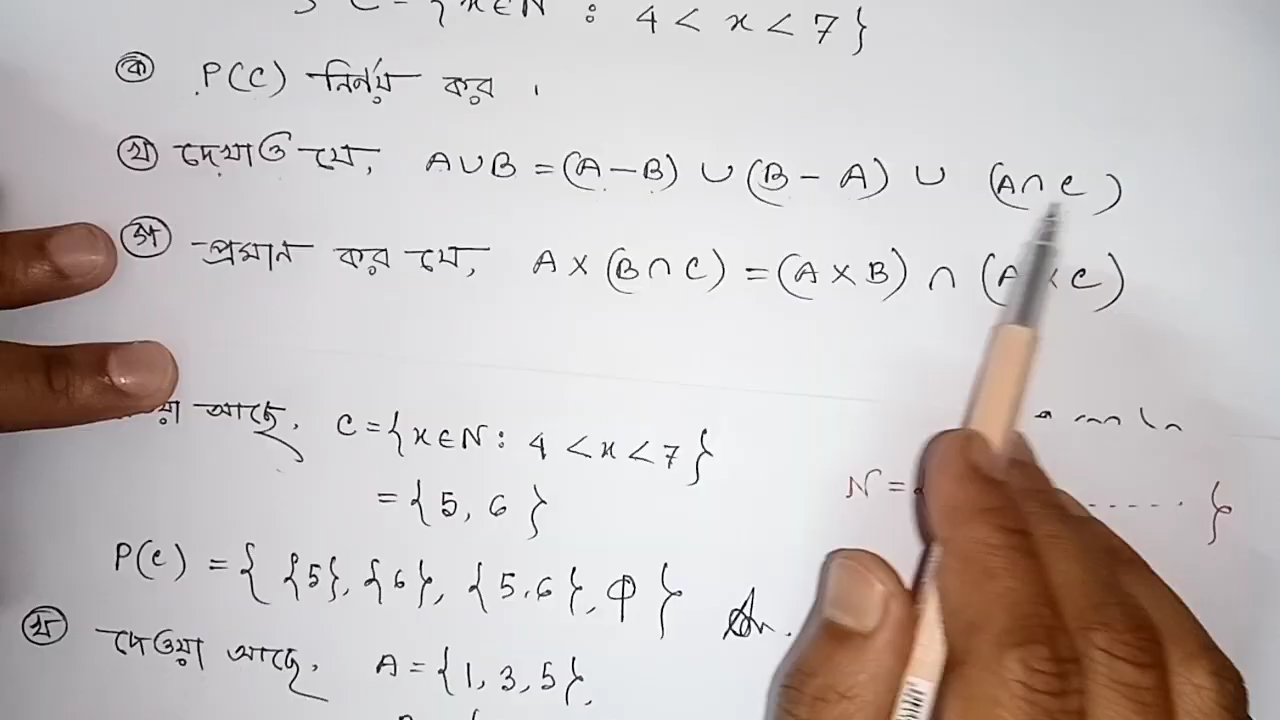 C = {x∈N : 4 < x < 7}
ক P(C) নির্ণয় কর ।
খ দেখাও যে, A∪B = (A – B) ∪ (B – A) ∪ (A∩C)
গ প্রমান কর যে, A × (B∩C) = (A × B) ∩ (A × C)
আছে, C = {x∈N : 4 < x < 7}
= {5, 6}
N = {
P(C) = { {5}, {6}, {5,6}, Φ } An.
খ দেওয়া আছে, A = {1, 3, 5},